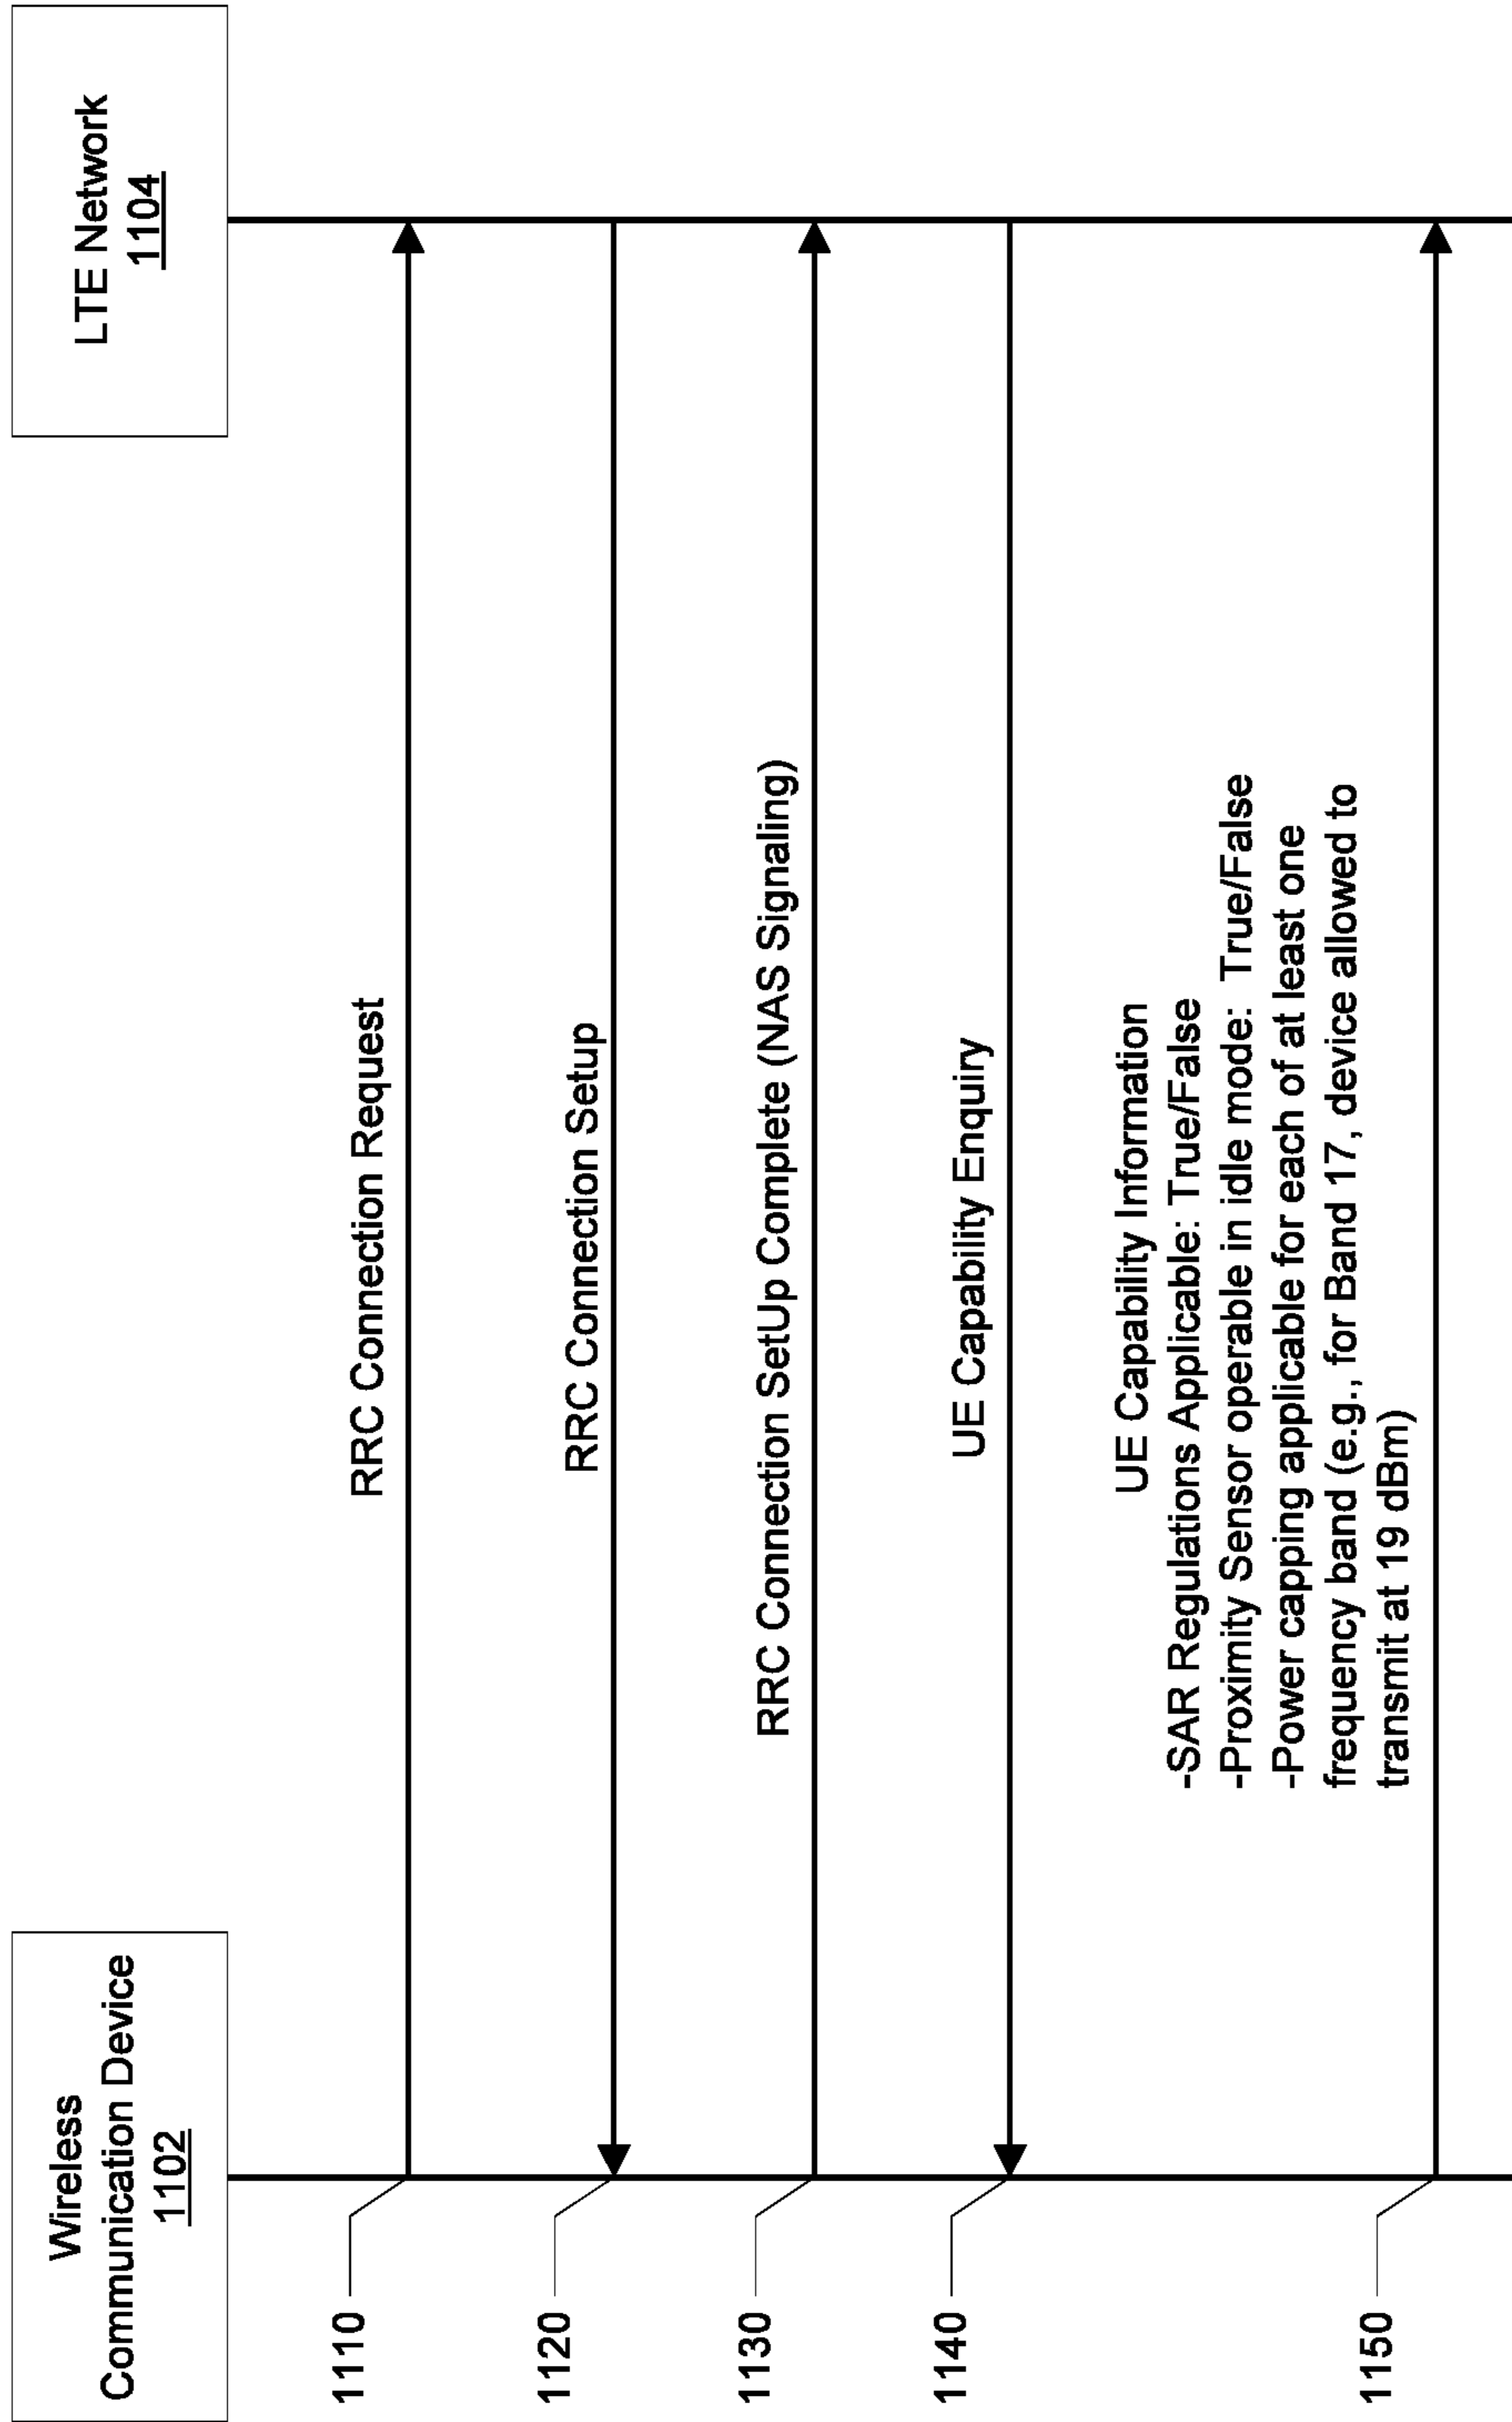 Wireless
Communication Device
1102
LTE Network
1104
1110
RRC Connection Request
1120
RRC Connection Setup
1130
RRC Connection SetUp Complete (NAS Signaling)
1140
UE Capability Enquiry
1150
UE Capability Information
-SAR Regulations Applicable: True/False
-Proximity Sensor operable in idle mode: True/False
-Power capping applicable for each of at least one
frequency band (e.g., for Band 17, device allowed to
transmit at 19 dBm)